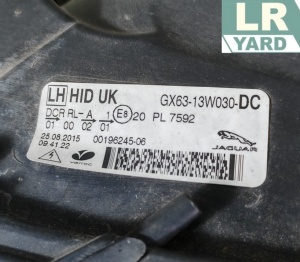 LR
YARD
LH HID UK
GX63-13W030-DC
DCR RL-A 1 E8 20 PL 7592
01 00 02 01
25.08.2015
09.41.22
00196245-06
JAGUAR